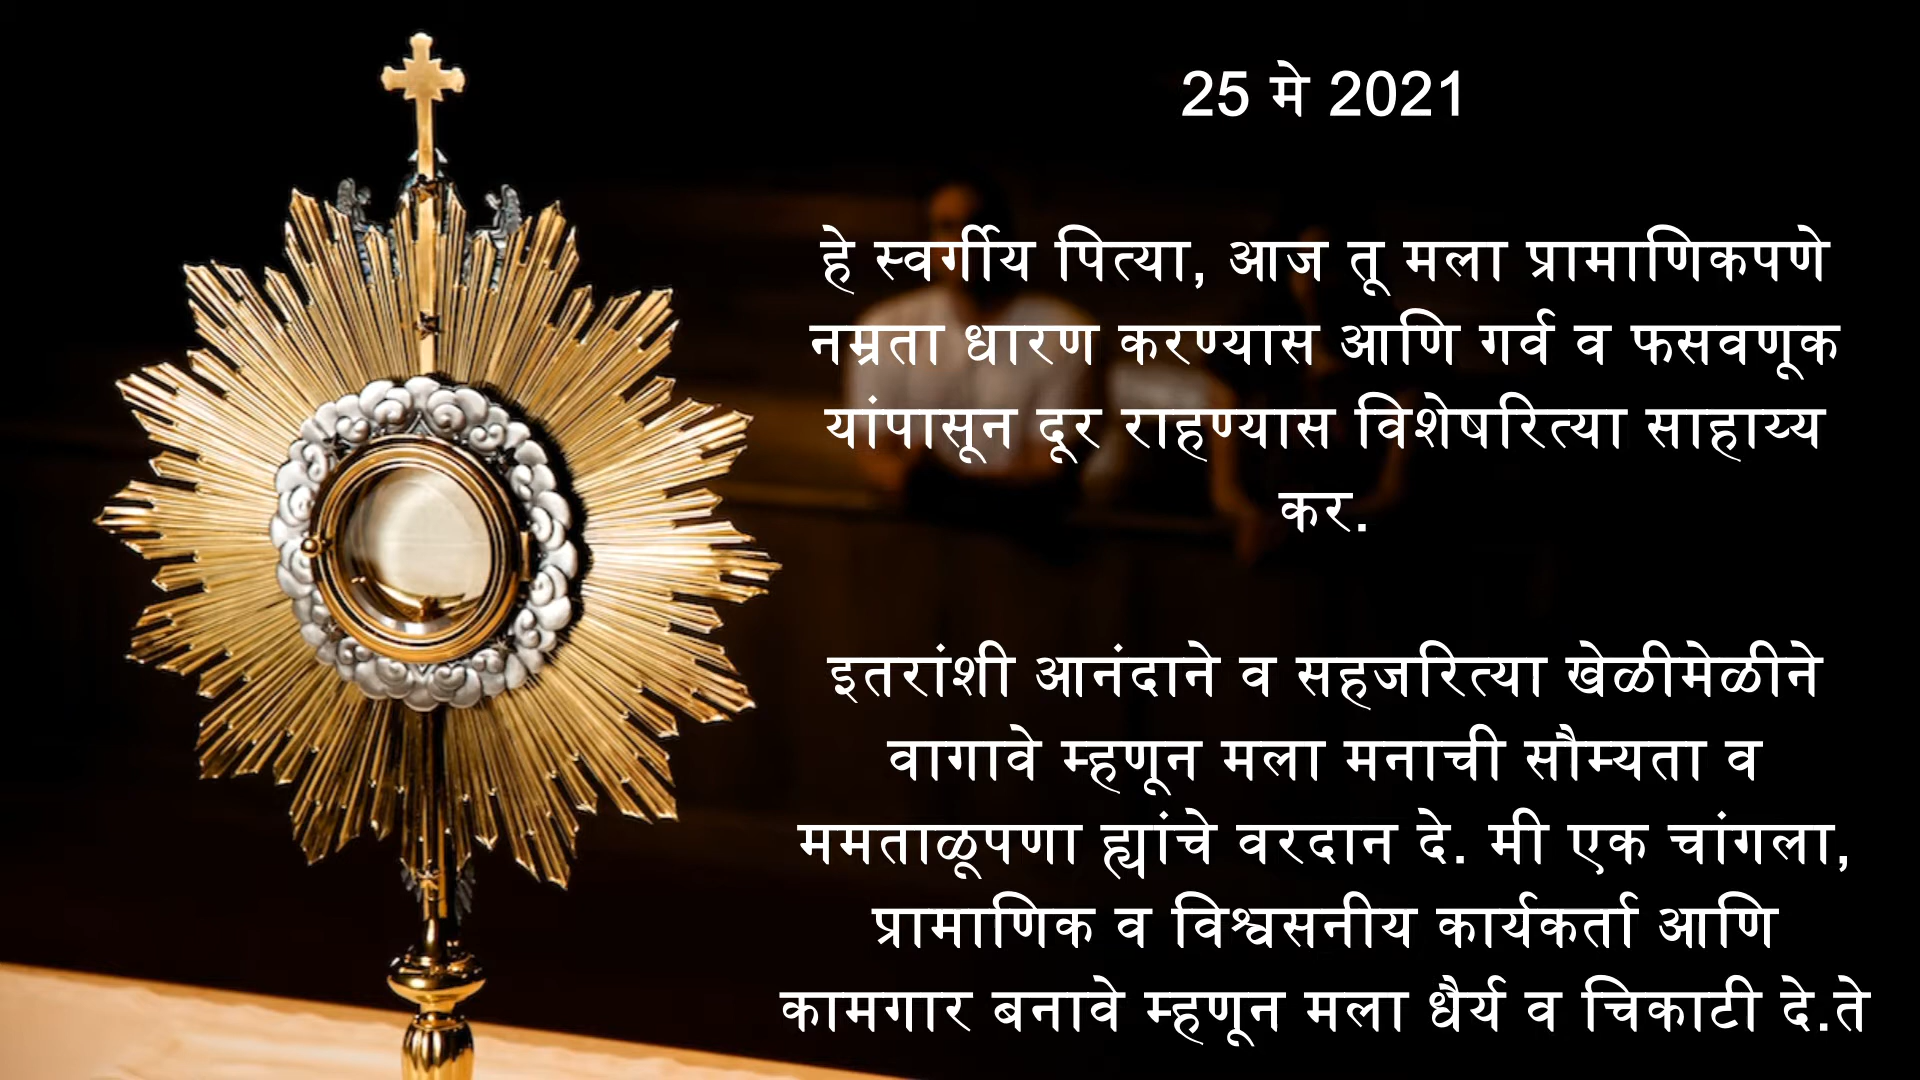 25 मे 2021
हे स्वर्गीय पित्या, आज तू मला प्रामाणिकपणे
नम्रता धारण करण्यास आणि गर्व व फसवणूक
यांपासून दूर राहण्यास विशेषरित्या साहाय्य
कर.
इतरांशी आनंदाने व सहजरित्या खेळीमेळीने
वागावे म्हणून मला मनाची सौम्यता व
ममताळूपणा ह्यांचे वरदान दे. मी एक चांगला,
प्रामाणिक व विश्वसनीय कार्यकर्ता आणि
कामगार बनावे म्हणून मला धैर्य व चिकाटी दे.ते